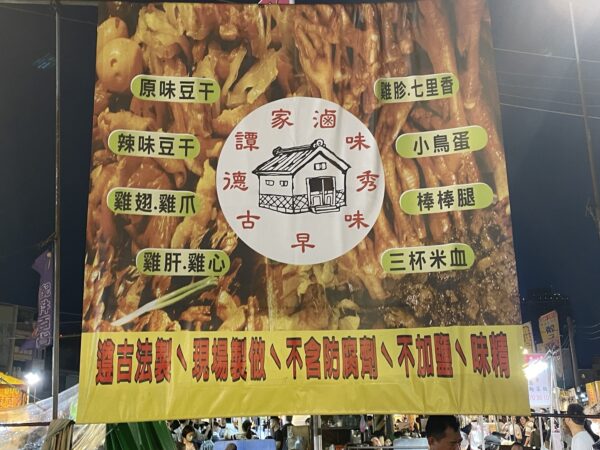 原味豆干
辣味豆干
雞翅.雞爪
雞肝.雞心
譚家滷味
德秀
古早味
雞胗.七里香
小鳥蛋
棒棒腿
三杯米血
遵古法製、現場製做、不含防腐劑、不加鹽、味精